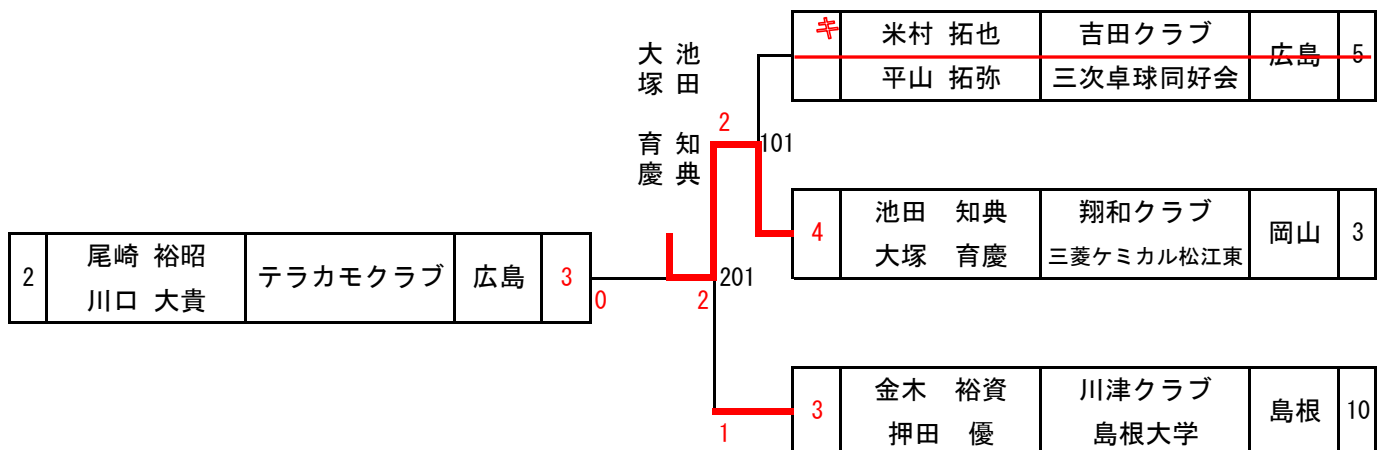 キ 米村 拓也 吉田クラブ 広島 5
平山 拓弥 三次卓球同好会
池田 知典
大塚 育慶
2
101
4 池田 知典 翔和クラブ 岡山 3
大塚 育慶 三菱ケミカル松江東
2 尾崎 裕昭 テラカモクラブ 広島 3
川口 大貴
0
2
201
3 金木 裕資 川津クラブ 島根 10
押田 優 島根大学
1